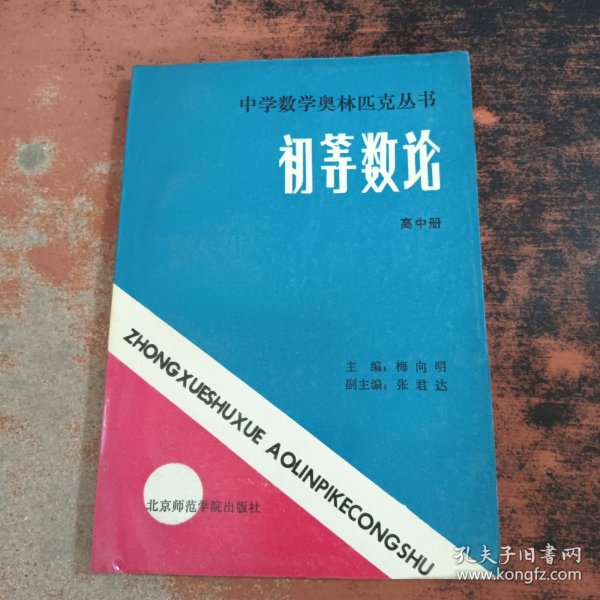 中学数学奥林匹克丛书
初等数论
高中册
主 编：梅向明
副主编：张君达
ZHONGXUESHUXUE AOLINPIKECONGSHU
北京师范学院出版社
孔夫子旧书网
www.kongfz.com